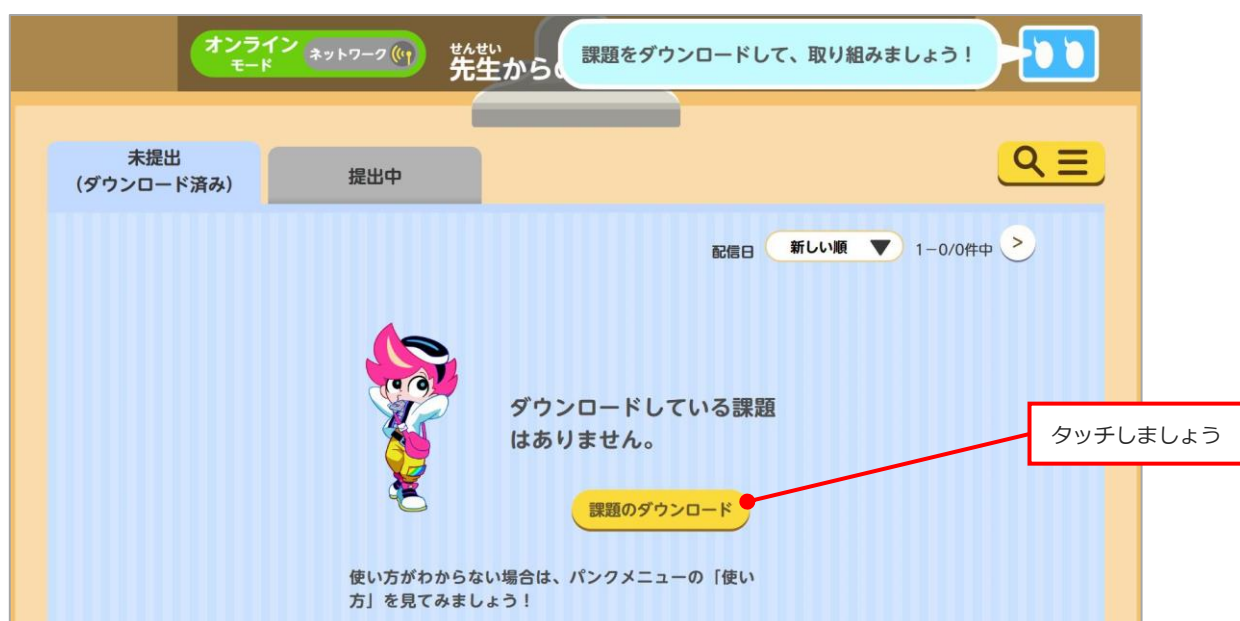 オンライン
モード
ネットワーク
せんせい
先生からの
課題をダウンロードして、取り組みましょう！
未提出
（ダウンロード済み）
提出中
配信日
新しい順
1－0/0件中
>
ダウンロードしている課題
はありません。
タッチしましょう
課題のダウンロード
使い方がわからない場合は、パンクメニューの「使い
方」を見てみましょう！